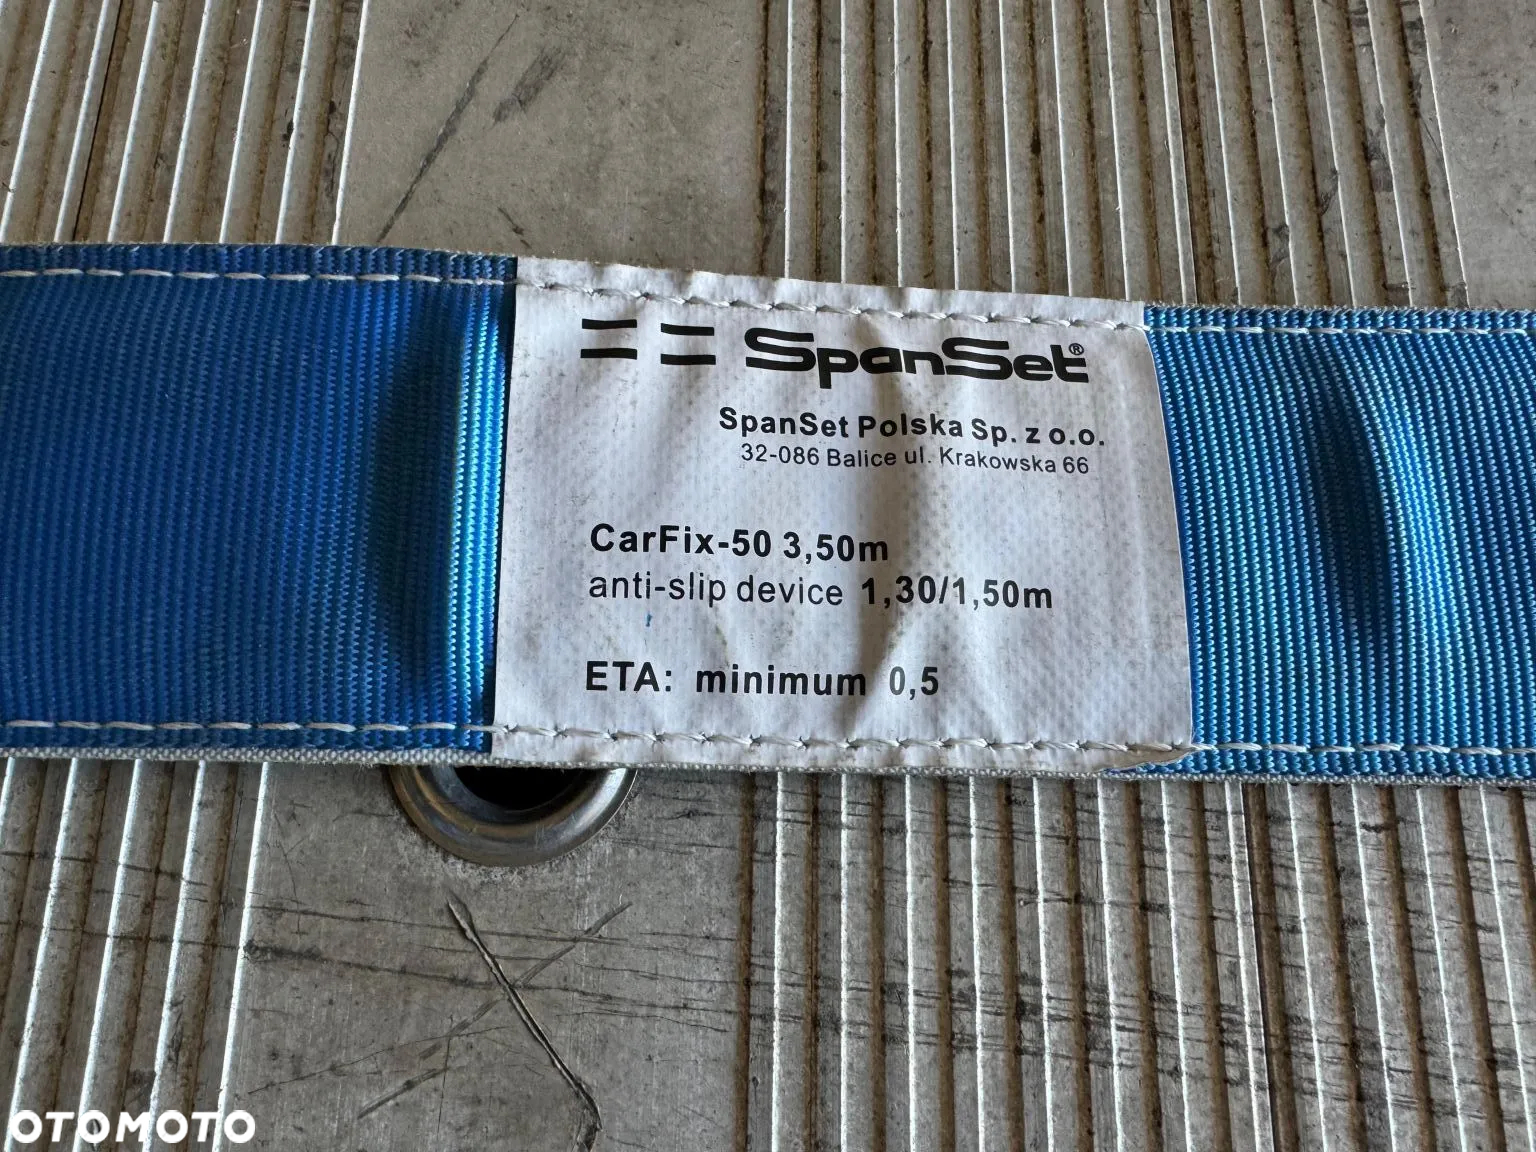 SpanSet®
SpanSet Polska Sp. z o.o.
32-086 Balice ul. Krakowska 66
CarFix-50 3,50m
anti-slip device 1,30/1,50m
ETA: minimum 0,5
OTOMOTO